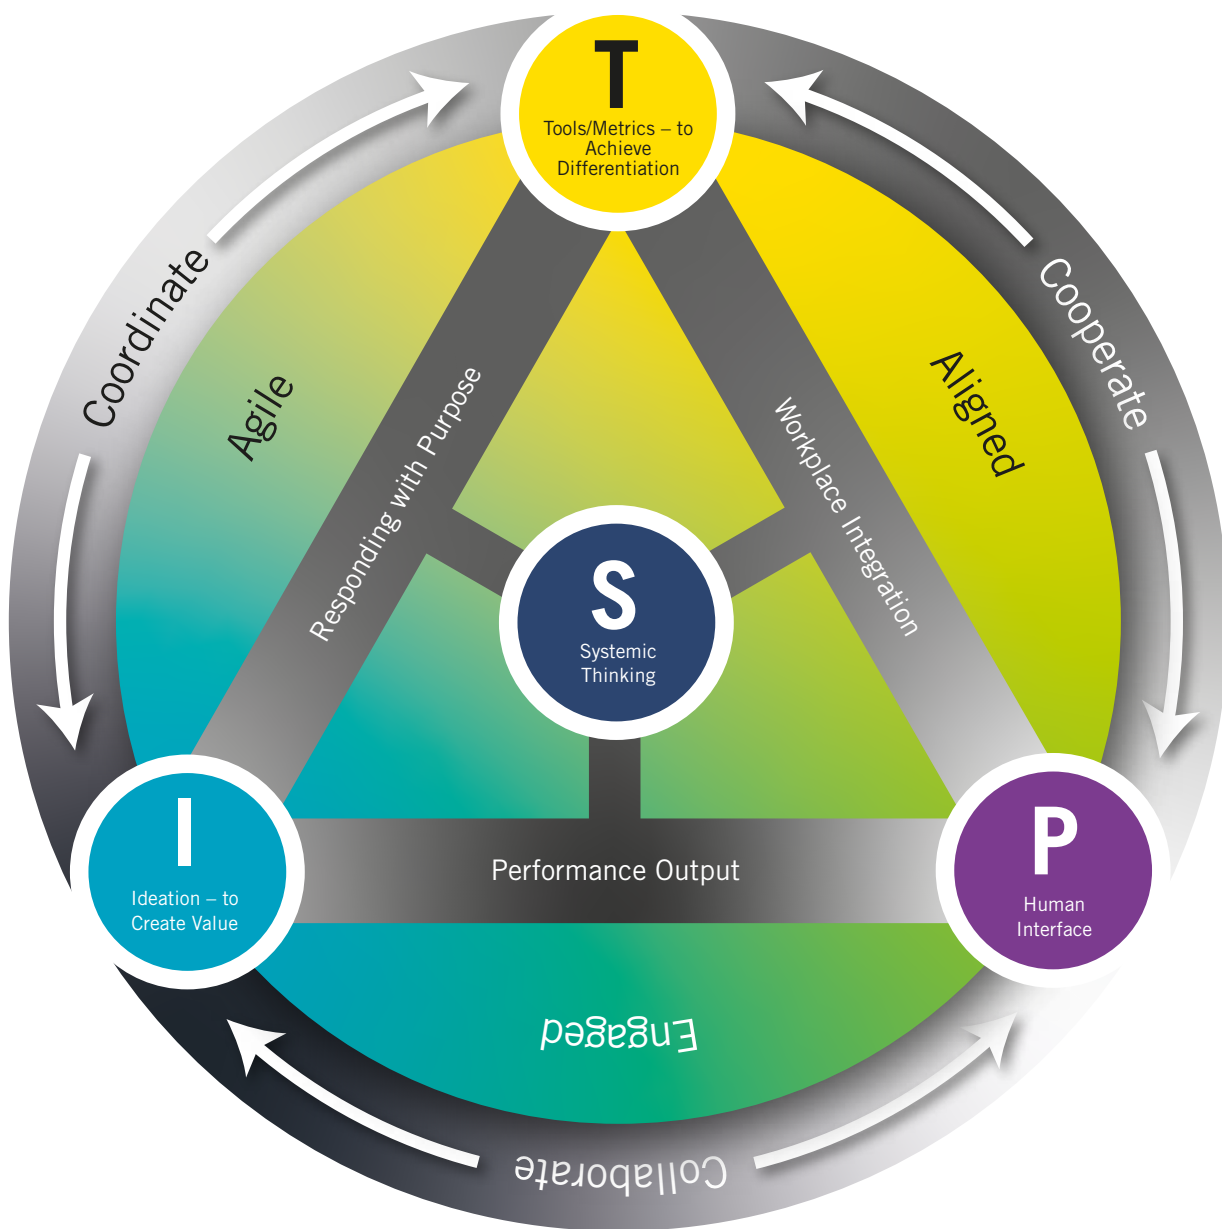 T
Tools/Metrics – to
Achieve
Differentiation
Coordinate
Cooperate
Agile
Aligned
Responding with Purpose
Workplace Integration
S
Systemic
Thinking
I
Ideation – to
Create Value
Performance Output
P
Human
Interface
Engaged
Collaborate